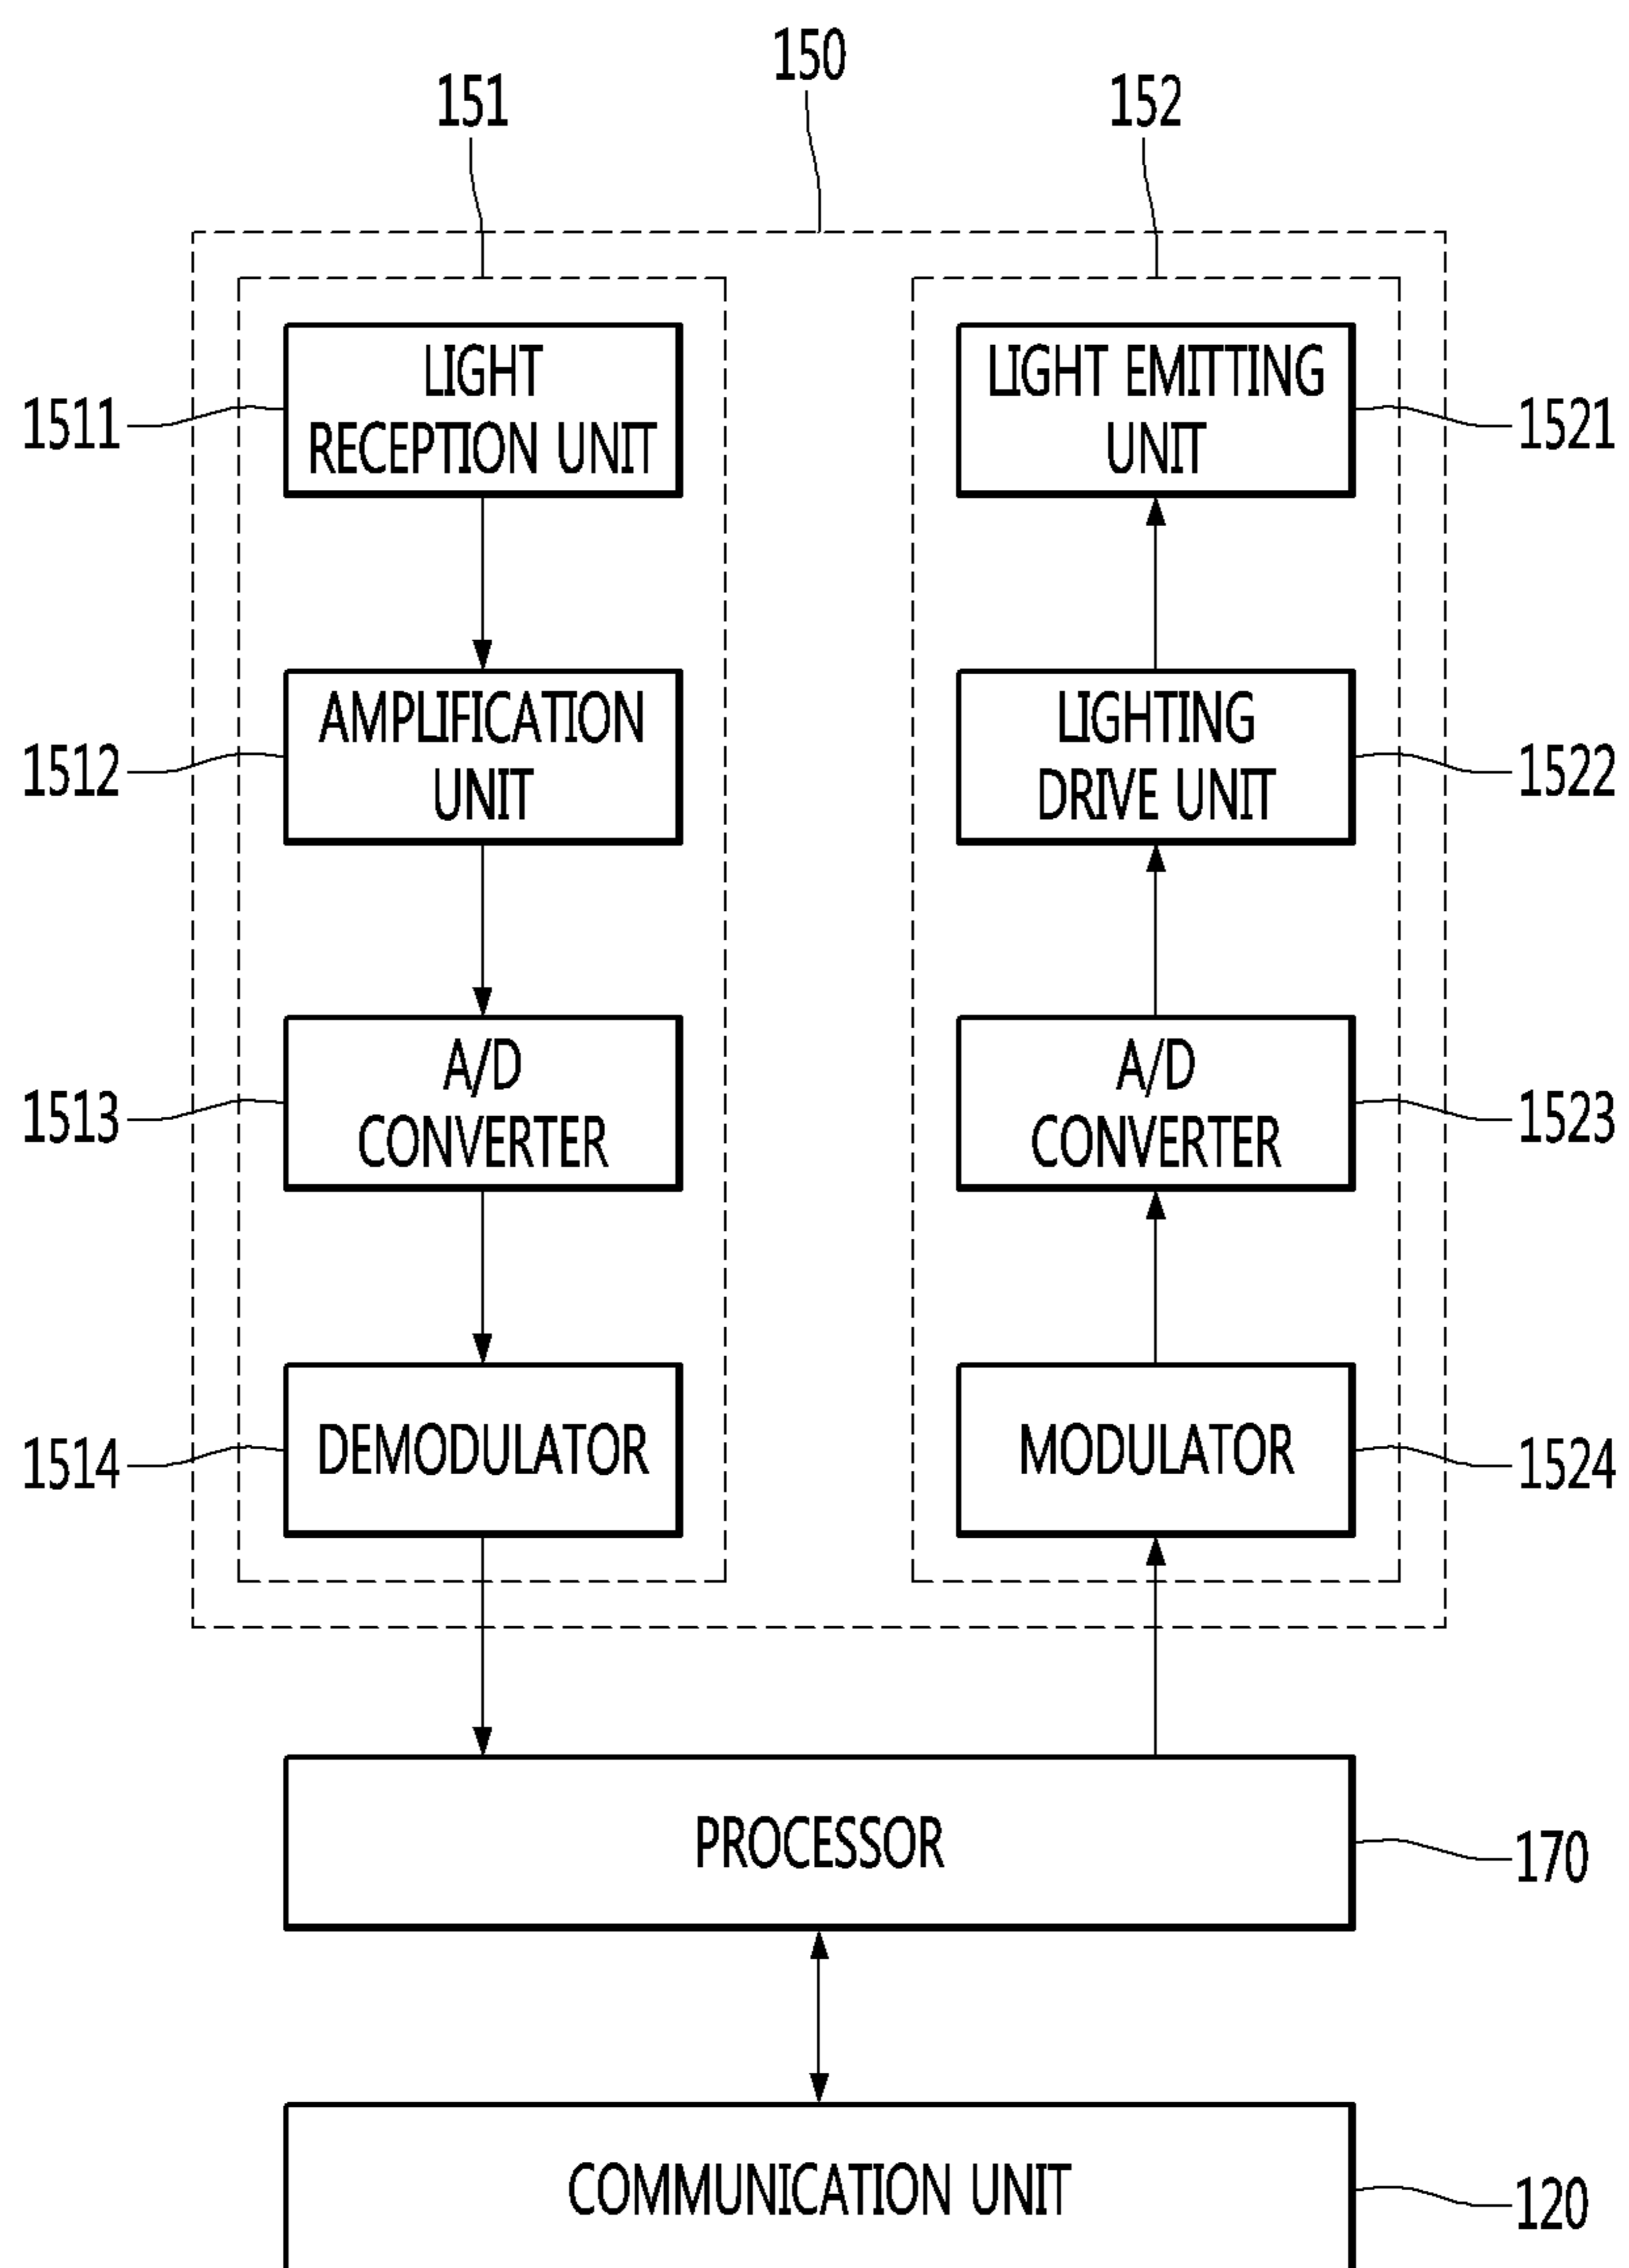 150
151
152
LIGHT
RECEPTION UNIT
LIGHT EMITTING
UNIT
1511
1521
AMPLIFICATION
UNIT
LIGHTING
DRIVE UNIT
1512
1522
A/D
CONVERTER
A/D
CONVERTER
1513
1523
DEMODULATOR
MODULATOR
1514
1524
PROCESSOR
170
COMMUNICATION UNIT
120